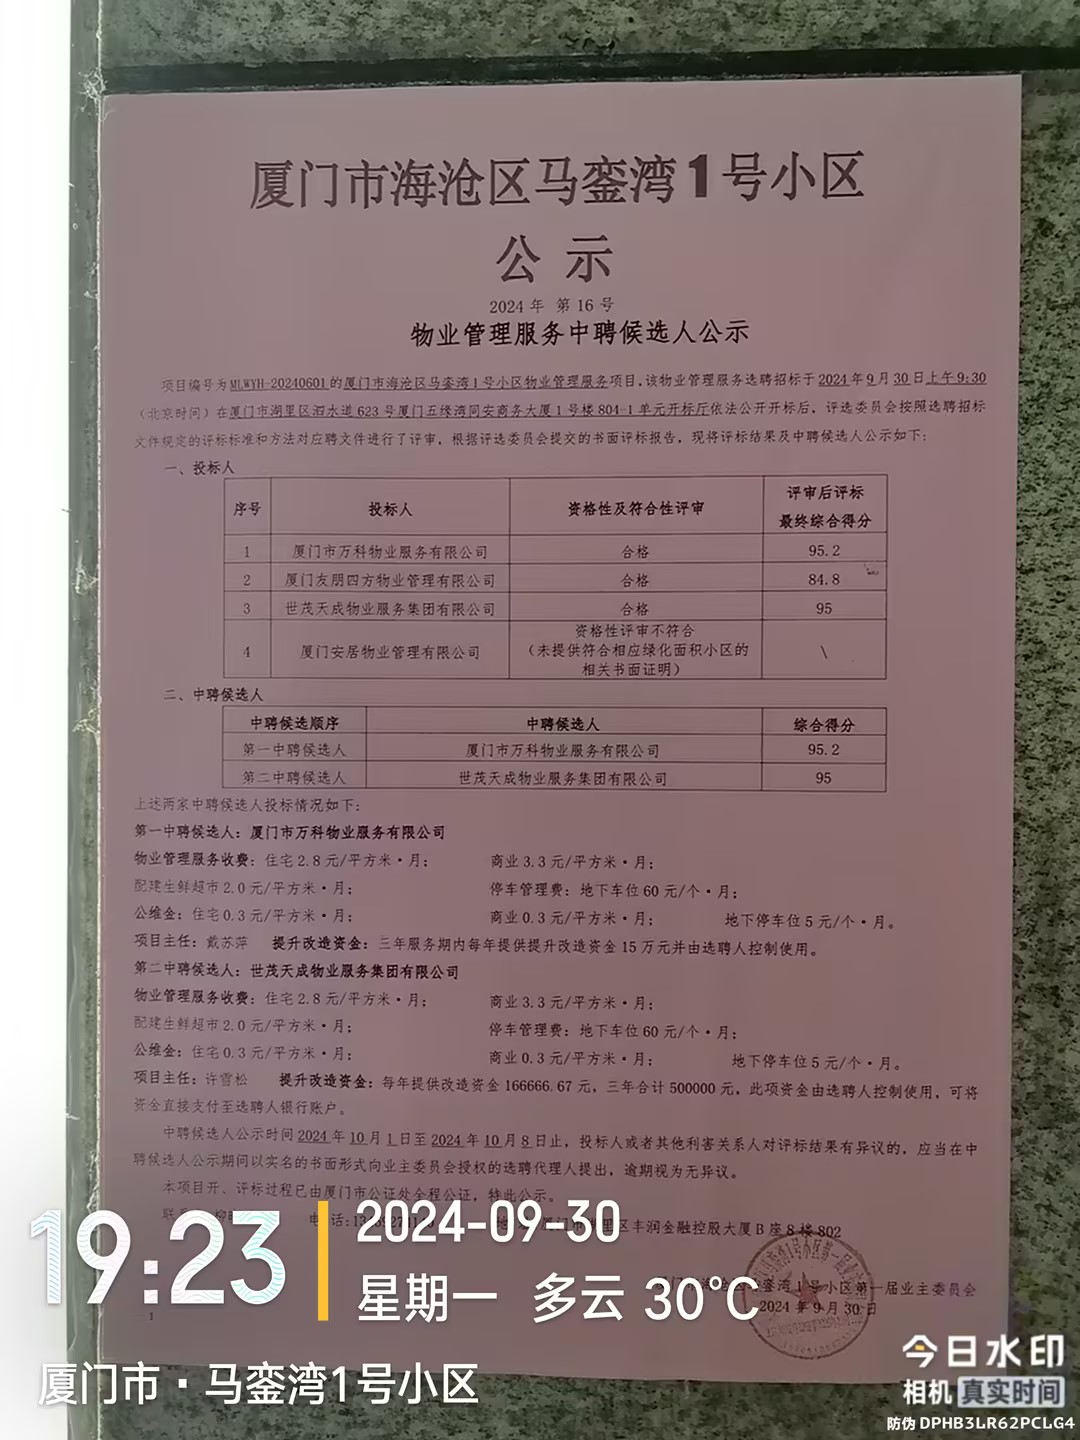 厦门市海沧区马銮湾1号小区
公示
2024年 第16号
物业管理服务中聘候选人公示
项目编号为MLWYH-20240601的厦门市海沧区马銮湾1号小区物业管理服务项目,该物业管理服务选聘招标于2024年9月30日上午9:30
(北京时间)在厦门市湖里区泗水道623号厦门五缘湾同安商务大厦1号楼804-1单元开标厅依法公开开标后,评选委员会按照选聘招标
文件规定的评标标准和方法对应聘文件进行了评审,根据评选委员会提交的书面评标报告,现将评标结果及中聘候选人公示如下:
一、投标人
序号 投标人 资格性及符合性评审 评审后评标
最终综合得分
1 厦门市万科物业服务有限公司 合格 95.2
2 厦门友朋四方物业管理有限公司 合格 84.8
3 世茂天成物业服务集团有限公司 合格 95
4 厦门安居物业管理有限公司 资格性评审不符合
(未提供符合相应绿化面积小区的
相关书面证明) \
二、中聘候选人
中聘候选顺序 中聘候选人 综合得分
第一中聘候选人 厦门市万科物业服务有限公司 95.2
第二中聘候选人 世茂天成物业服务集团有限公司 95
上述两家中聘候选人投标情况如下:
第一中聘候选人:厦门市万科物业服务有限公司
物业管理服务收费:住宅2.8元/平方米·月; 商业3.3元/平方米·月;
配建生鲜超市2.0元/平方米·月; 停车管理费:地下车位60元/个·月;
公维金:住宅0.3元/平方米·月; 商业0.3元/平方米·月; 地下停车位5元/个·月。
项目主任:戴苏萍 提升改造资金:三年服务期内每年提供提升改造资金15万元并由选聘人控制使用。
第二中聘候选人:世茂天成物业服务集团有限公司
物业管理服务收费:住宅2.8元/平方米·月; 商业3.3元/平方米·月;
配建生鲜超市2.0元/平方米·月; 停车管理费:地下车位60元/个·月;
公维金:住宅0.3元/平方米·月; 商业0.3元/平方米·月; 地下停车位5元/个·月。
项目主任:许雪松 提升改造资金:每年提供改造资金166666.67元,三年合计500000元,此项资金由选聘人控制使用,可将
资金直接支付至选聘人银行账户。
中聘候选人公示时间2024年10月1日至2024年10月8日止,投标人或者其他利害关系人对评标结果有异议的,应当在中
聘候选人公示期间以实名的书面形式向业主委员会授权的选聘代理人提出,逾期视为无异议。
本项目开、评标过程已由厦门市公证处全程公证,特此公示。
区丰润金融控股大厦B座8楼802
銮湾1号小区第一届业主委员会
2024年9月30日
1
19:23
2024-09-30
星期一 多云 30°C
厦门市·马銮湾1号小区
今日水印
相机 真实时间
防伪 DPHB3LR62PCLG4